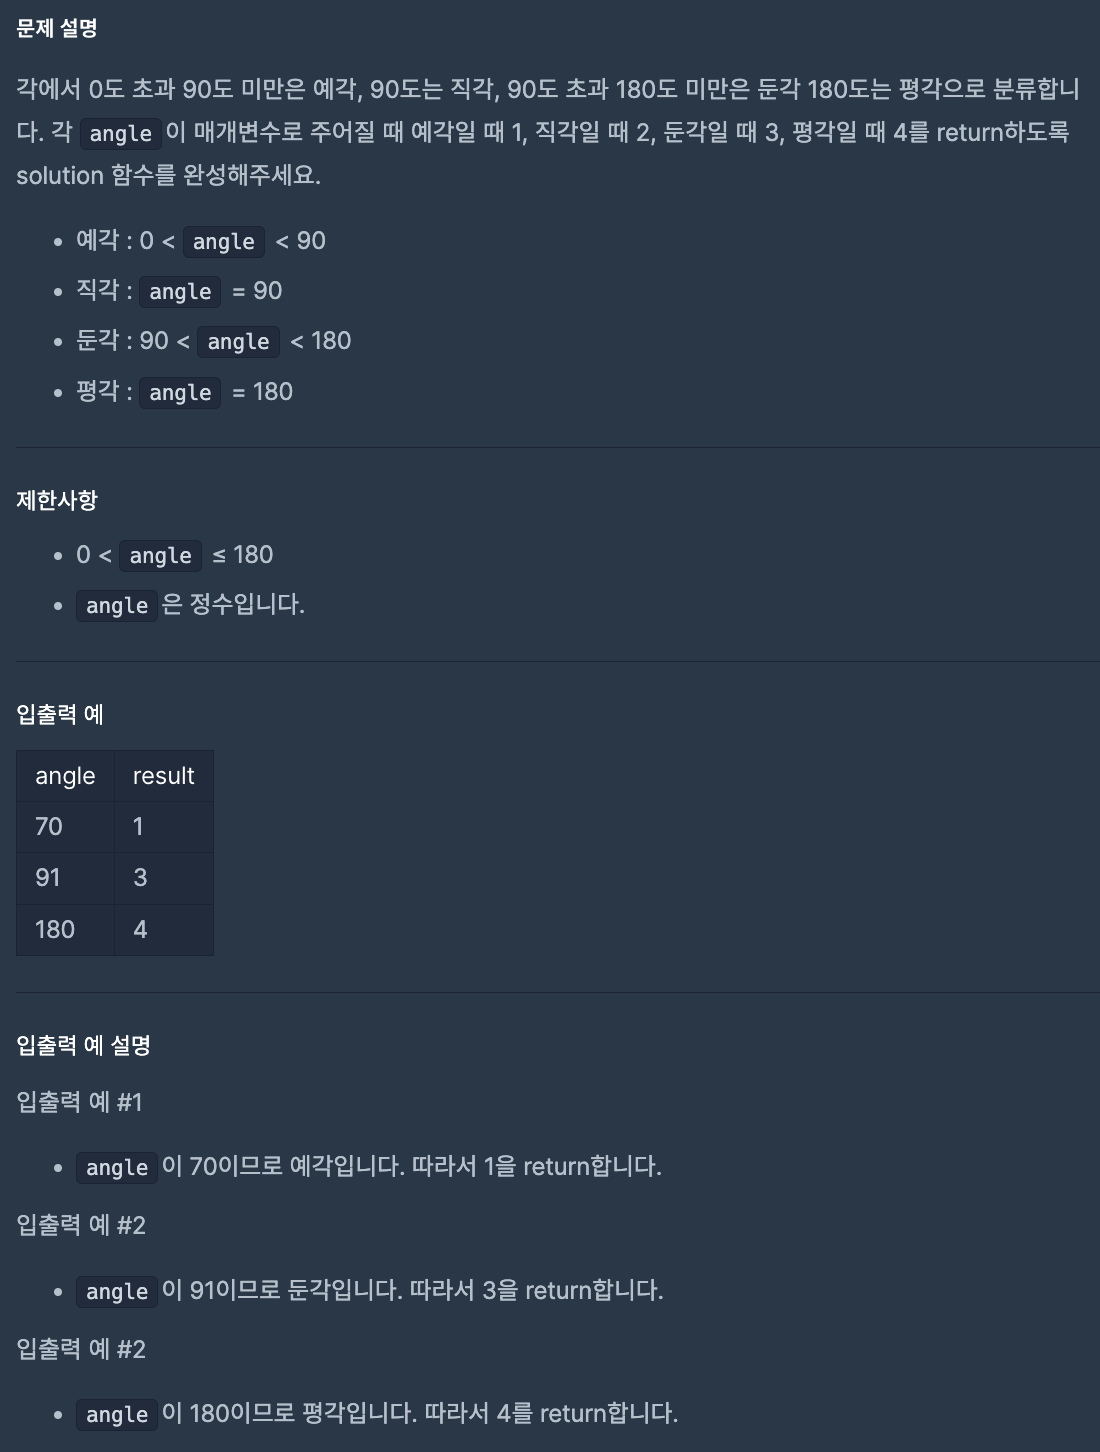 문제 설명
각에서 0도 초과 90도 미만은 예각, 90도는 직각, 90도 초과 180도 미만은 둔각 180도는 평각으로 분류합니
다. 각 angle 이 매개변수로 주어질 때 예각일 때 1, 직각일 때 2, 둔각일 때 3, 평각일 때 4를 return하도록
solution 함수를 완성해주세요.
• 예각 : 0 < angle < 90
• 직각 : angle = 90
• 둔각 : 90 < angle < 180
• 평각 : angle = 180
제한사항
• 0 < angle ≤ 180
• angle 은 정수입니다.
입출력 예
angle result
70 1
91 3
180 4
입출력 예 설명
입출력 예 #1
• angle 이 70이므로 예각입니다. 따라서 1을 return합니다.
입출력 예 #2
• angle 이 91이므로 둔각입니다. 따라서 3을 return합니다.
입출력 예 #2
• angle 이 180이므로 평각입니다. 따라서 4를 return합니다.